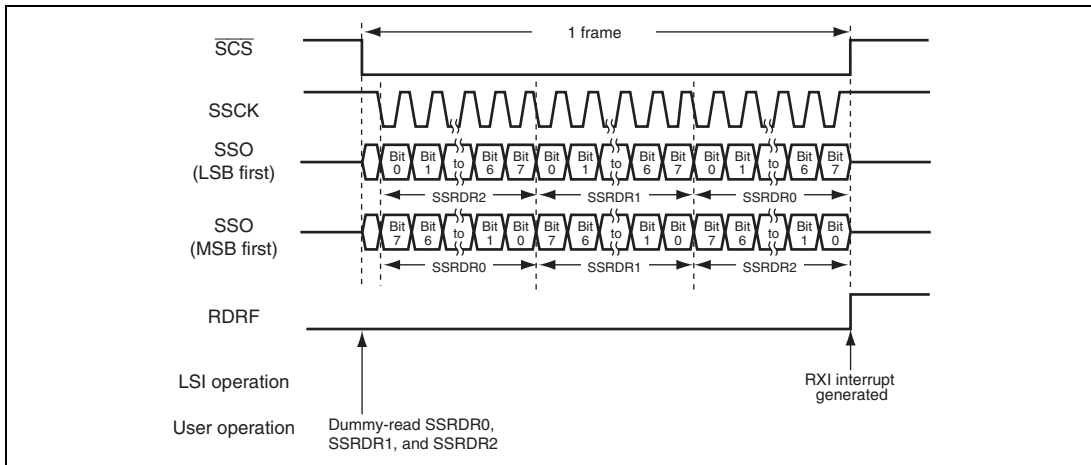 1 frame
SCS
SSCK
SSO
(LSB first)
Bit 0 Bit 1 to Bit 6 Bit 7 Bit 0 Bit 1 to Bit 6 Bit 7 Bit 0 Bit 1 to Bit 6 Bit 7
SSRDR2 SSRDR1 SSRDR0
SSO
(MSB first)
Bit 7 Bit 6 to Bit 1 Bit 0 Bit 7 Bit 6 to Bit 1 Bit 0 Bit 7 Bit 6 to Bit 1 Bit 0
SSRDR0 SSRDR1 SSRDR2
RDRF
LSI operation
RXI interrupt
generated
User operation
Dummy-read SSRDR0,
SSRDR1, and SSRDR2